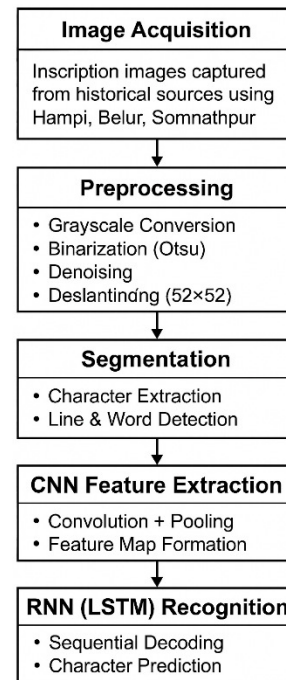 Image Acquisition
Inscription images captured
from historical sources using
Hampi, Belur, Somnathpur
Preprocessing
• Grayscale Conversion
• Binarization (Otsu)
• Denoising
• Deslantindng (52×52)
Segmentation
• Character Extraction
• Line & Word Detection
CNN Feature Extraction
• Convolution + Pooling
• Feature Map Formation
RNN (LSTM) Recognition
• Sequential Decoding
• Character Prediction